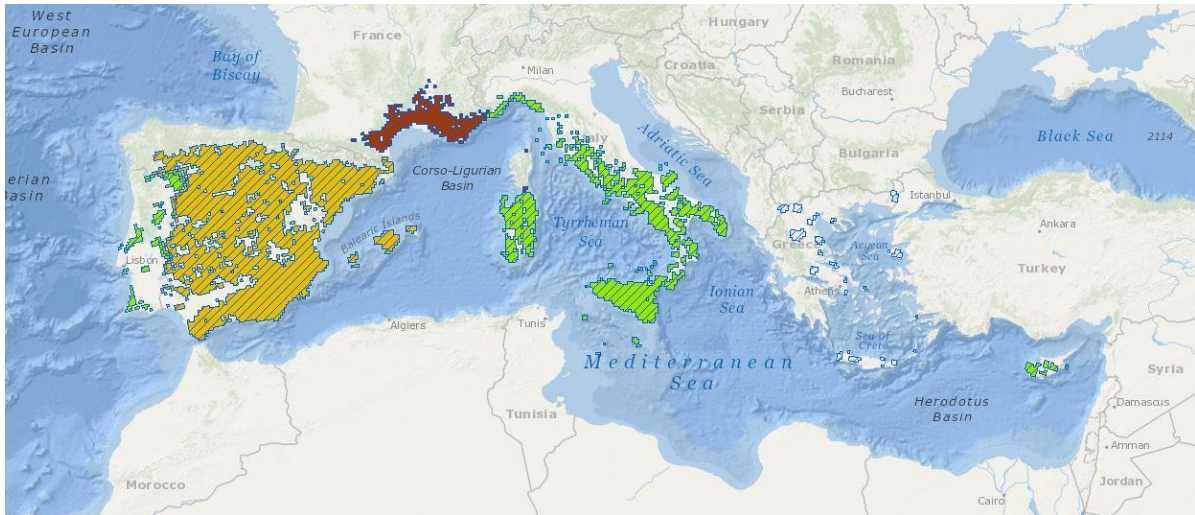 West
European
Basin
Bay of
Biscay
France
Milan
Hungary
Croatia
Romania
Bucharest
Serbia
Italy
Adriatic Sea
Bulgaria
Black Sea
2114
erian
Basin
Corso-Ligurian
Basin
Balearic Islands
Tyrrhenian
Sea
Istanbul
Ankara
Greece
Aegean
Sea
Turkey
Lisbon
Ionian
Sea
Athens
Algiers
Tunis
Sea of
Crete
Mediterranean
Sea
Syria
Herodotus
Basin
Damascus
Tunisia
Amman
Morocco
Cairo
Jordan